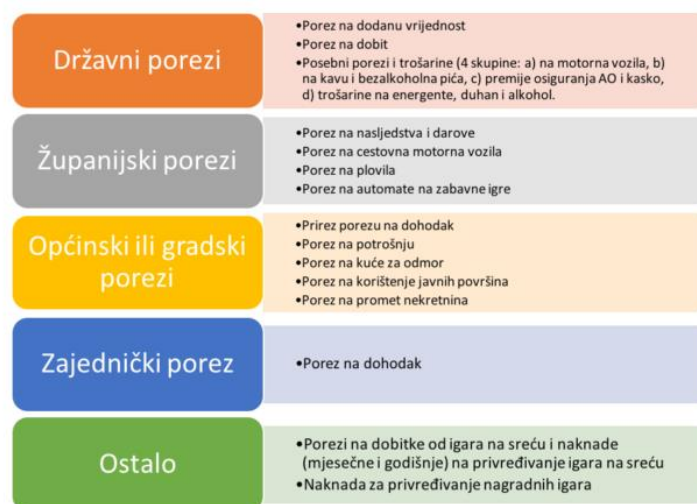 Državni porezi
•Porez na dodanu vrijednost
•Porez na dobit
•Posebni porezi i trošarine (4 skupine: a) na motorna vozila, b)
na kavu i bezalkoholna pića, c) premije osiguranja AO i kasko,
d) trošarine na energente, duhan i alkohol.
Županijski porezi
•Porez na nasljedstva i darove
•Porez na cestovna motorna vozila
•Porez na plovila
•Porez na automate na zabavne igre
Općinski ili gradski
porezi
•Prirez porezu na dohodak
•Porez na potrošnju
•Porez na kuće za odmor
•Porez na korištenje javnih površina
•Porez na promet nekretnina
Zajednički porez
•Porez na dohodak
Ostalo
•Porezi na dobitke od igara na sreću i naknade
(mjesečne i godišnje) na privređivanje igara na sreću
•Naknada za privređivanje nagradnih igara